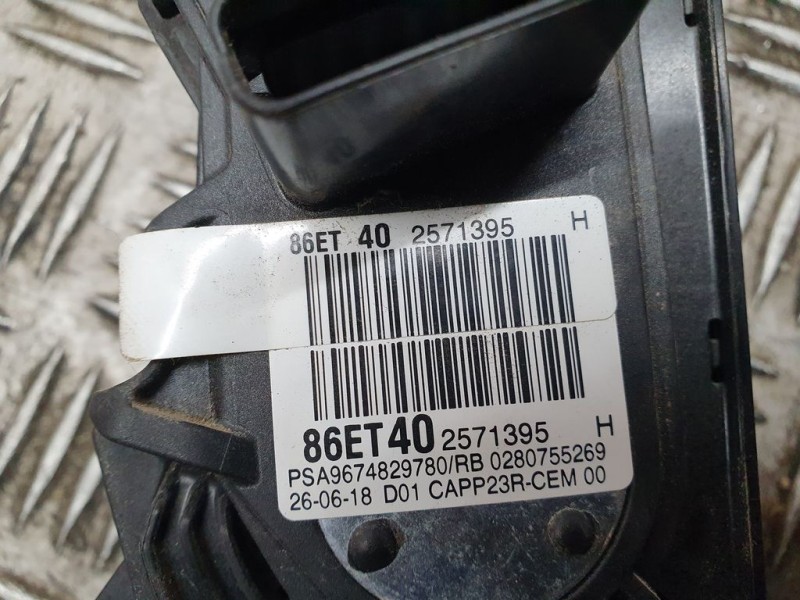 86ET 40 2571395 H
86ET40 2571395 H
PSA9674829780/RB 0280755269
26-06-18 D01 CAPP23R-CEM 00